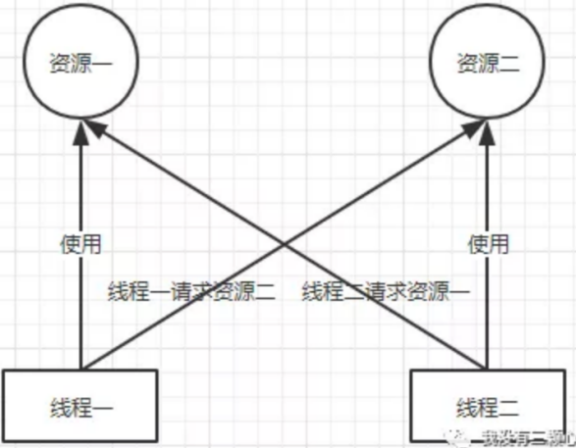 资源一
资源二
使用
使用
线程一请求资源二
线程二请求资源一
线程一
线程二
我没有三颗心